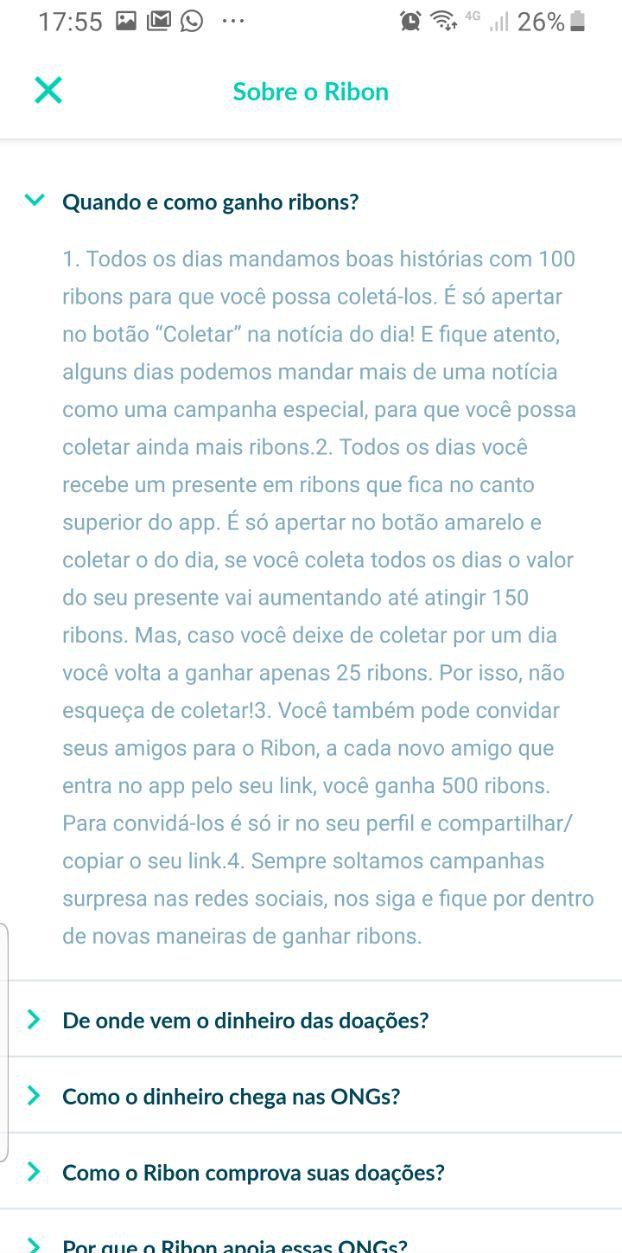 17:55 ... 4G 26%
Sobre o Ribon
Quando e como ganho ribons?
1. Todos os dias mandamos boas histórias com 100
ribons para que você possa coletá-los. É só apertar
no botão “Coletar” na notícia do dia! E fique atento,
alguns dias podemos mandar mais de uma notícia
como uma campanha especial, para que você possa
coletar ainda mais ribons.2. Todos os dias você
recebe um presente em ribons que fica no canto
superior do app. É só apertar no botão amarelo e
coletar o do dia, se você coleta todos os dias o valor
do seu presente vai aumentando até atingir 150
ribons. Mas, caso você deixe de coletar por um dia
você volta a ganhar apenas 25 ribons. Por isso, não
esqueça de coletar!3. Você também pode convidar
seus amigos para o Ribon, a cada novo amigo que
entra no app pelo seu link, você ganha 500 ribons.
Para convidá-los é só ir no seu perfil e compartilhar/
copiar o seu link.4. Sempre soltamos campanhas
surpresa nas redes sociais, nos siga e fique por dentro
de novas maneiras de ganhar ribons.
De onde vem o dinheiro das doações?
Como o dinheiro chega nas ONGs?
Como o Ribon comprova suas doações?
Por que o Ribon apoia essas ONGs?